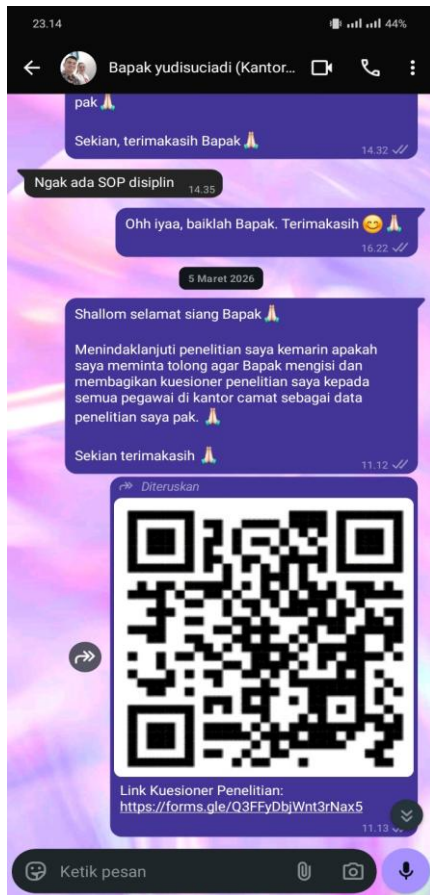 23.14
44%
Bapak yudisuciadi (Kantor...
pak 🙏🏻
Sekian, terimakasih Bapak 🙏🏻
14.32
Ngak ada SOP disiplin
14.35
Ohh iyaa, baiklah Bapak. Terimakasih 😊 🙏🏻
16.22
5 Maret 2026
Shallom selamat siang Bapak 🙏🏻
Menindaklanjuti penelitian saya kemarin apakah
saya meminta tolong agar Bapak mengisi dan
membagikan kuesioner penelitian saya kepada
semua pegawai di kantor camat sebagai data
penelitian saya pak. 🙏🏻
Sekian terimakasih 🙏🏻
11.12
Diteruskan
Link Kuesioner Penelitian:
https://forms.gle/Q3FFyDbjWnt3rNax5
11.13
Ketik pesan